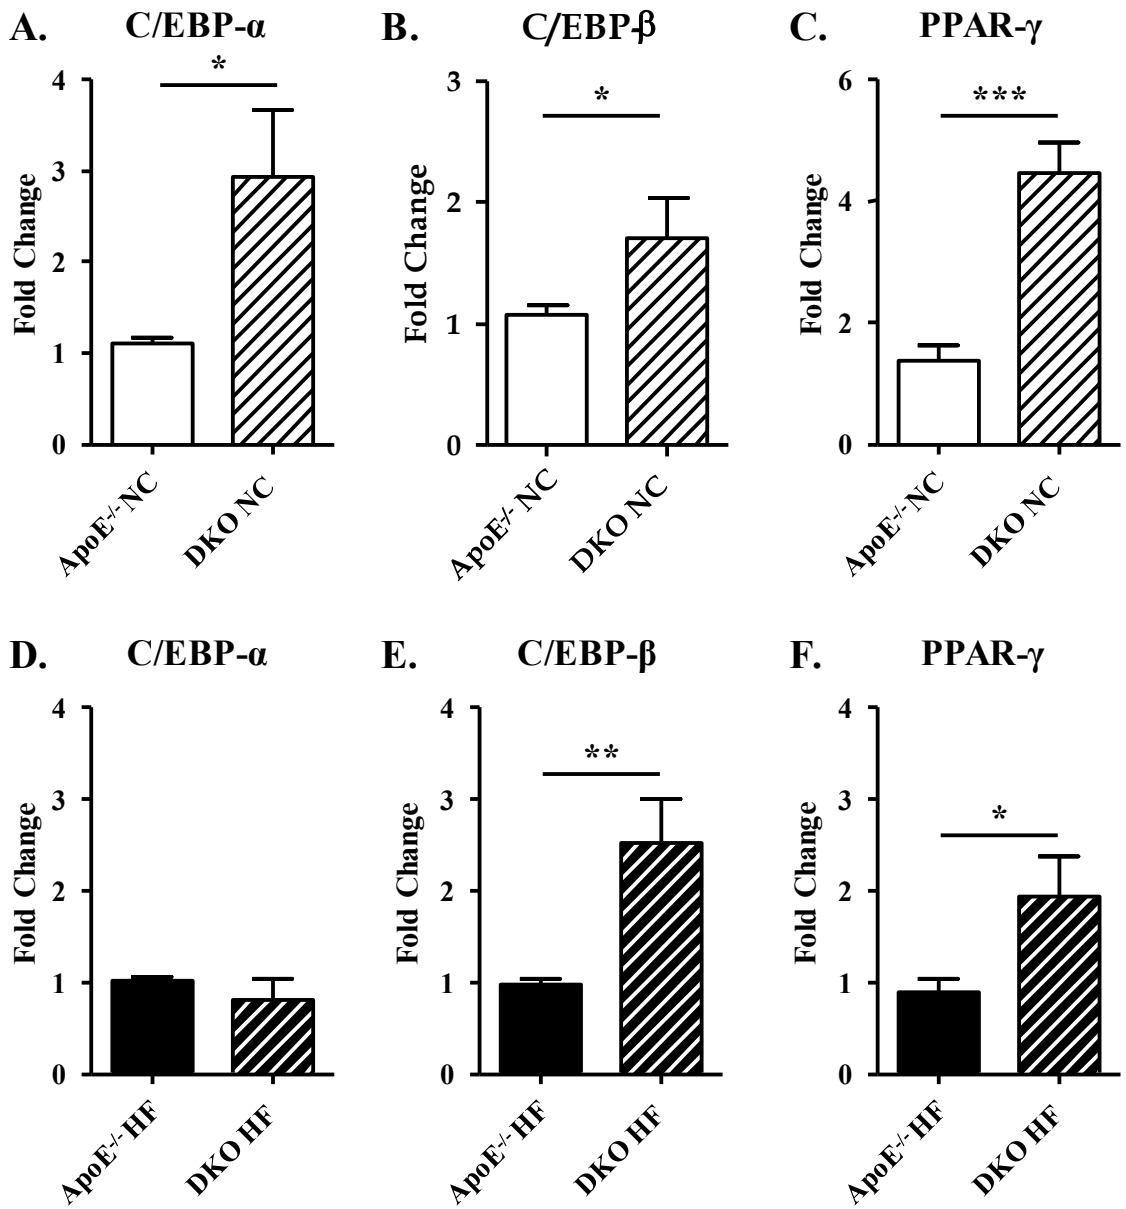 A. C/EBP-α
*
Fold Change
4
3
2
1
0
ApoE⁻/⁻ NC
DKO NC
B. C/EBP-β
*
Fold Change
3
2
1
0
ApoE⁻/⁻ NC
DKO NC
C. PPAR-γ
***
Fold Change
6
4
2
0
ApoE⁻/⁻ NC
DKO NC
D. C/EBP-α
Fold Change
4
3
2
1
0
ApoE⁻/⁻ HF
DKO HF
E. C/EBP-β
**
Fold Change
4
3
2
1
0
ApoE⁻/⁻ HF
DKO HF
F. PPAR-γ
*
Fold Change
4
3
2
1
0
ApoE⁻/⁻ HF
DKO HF